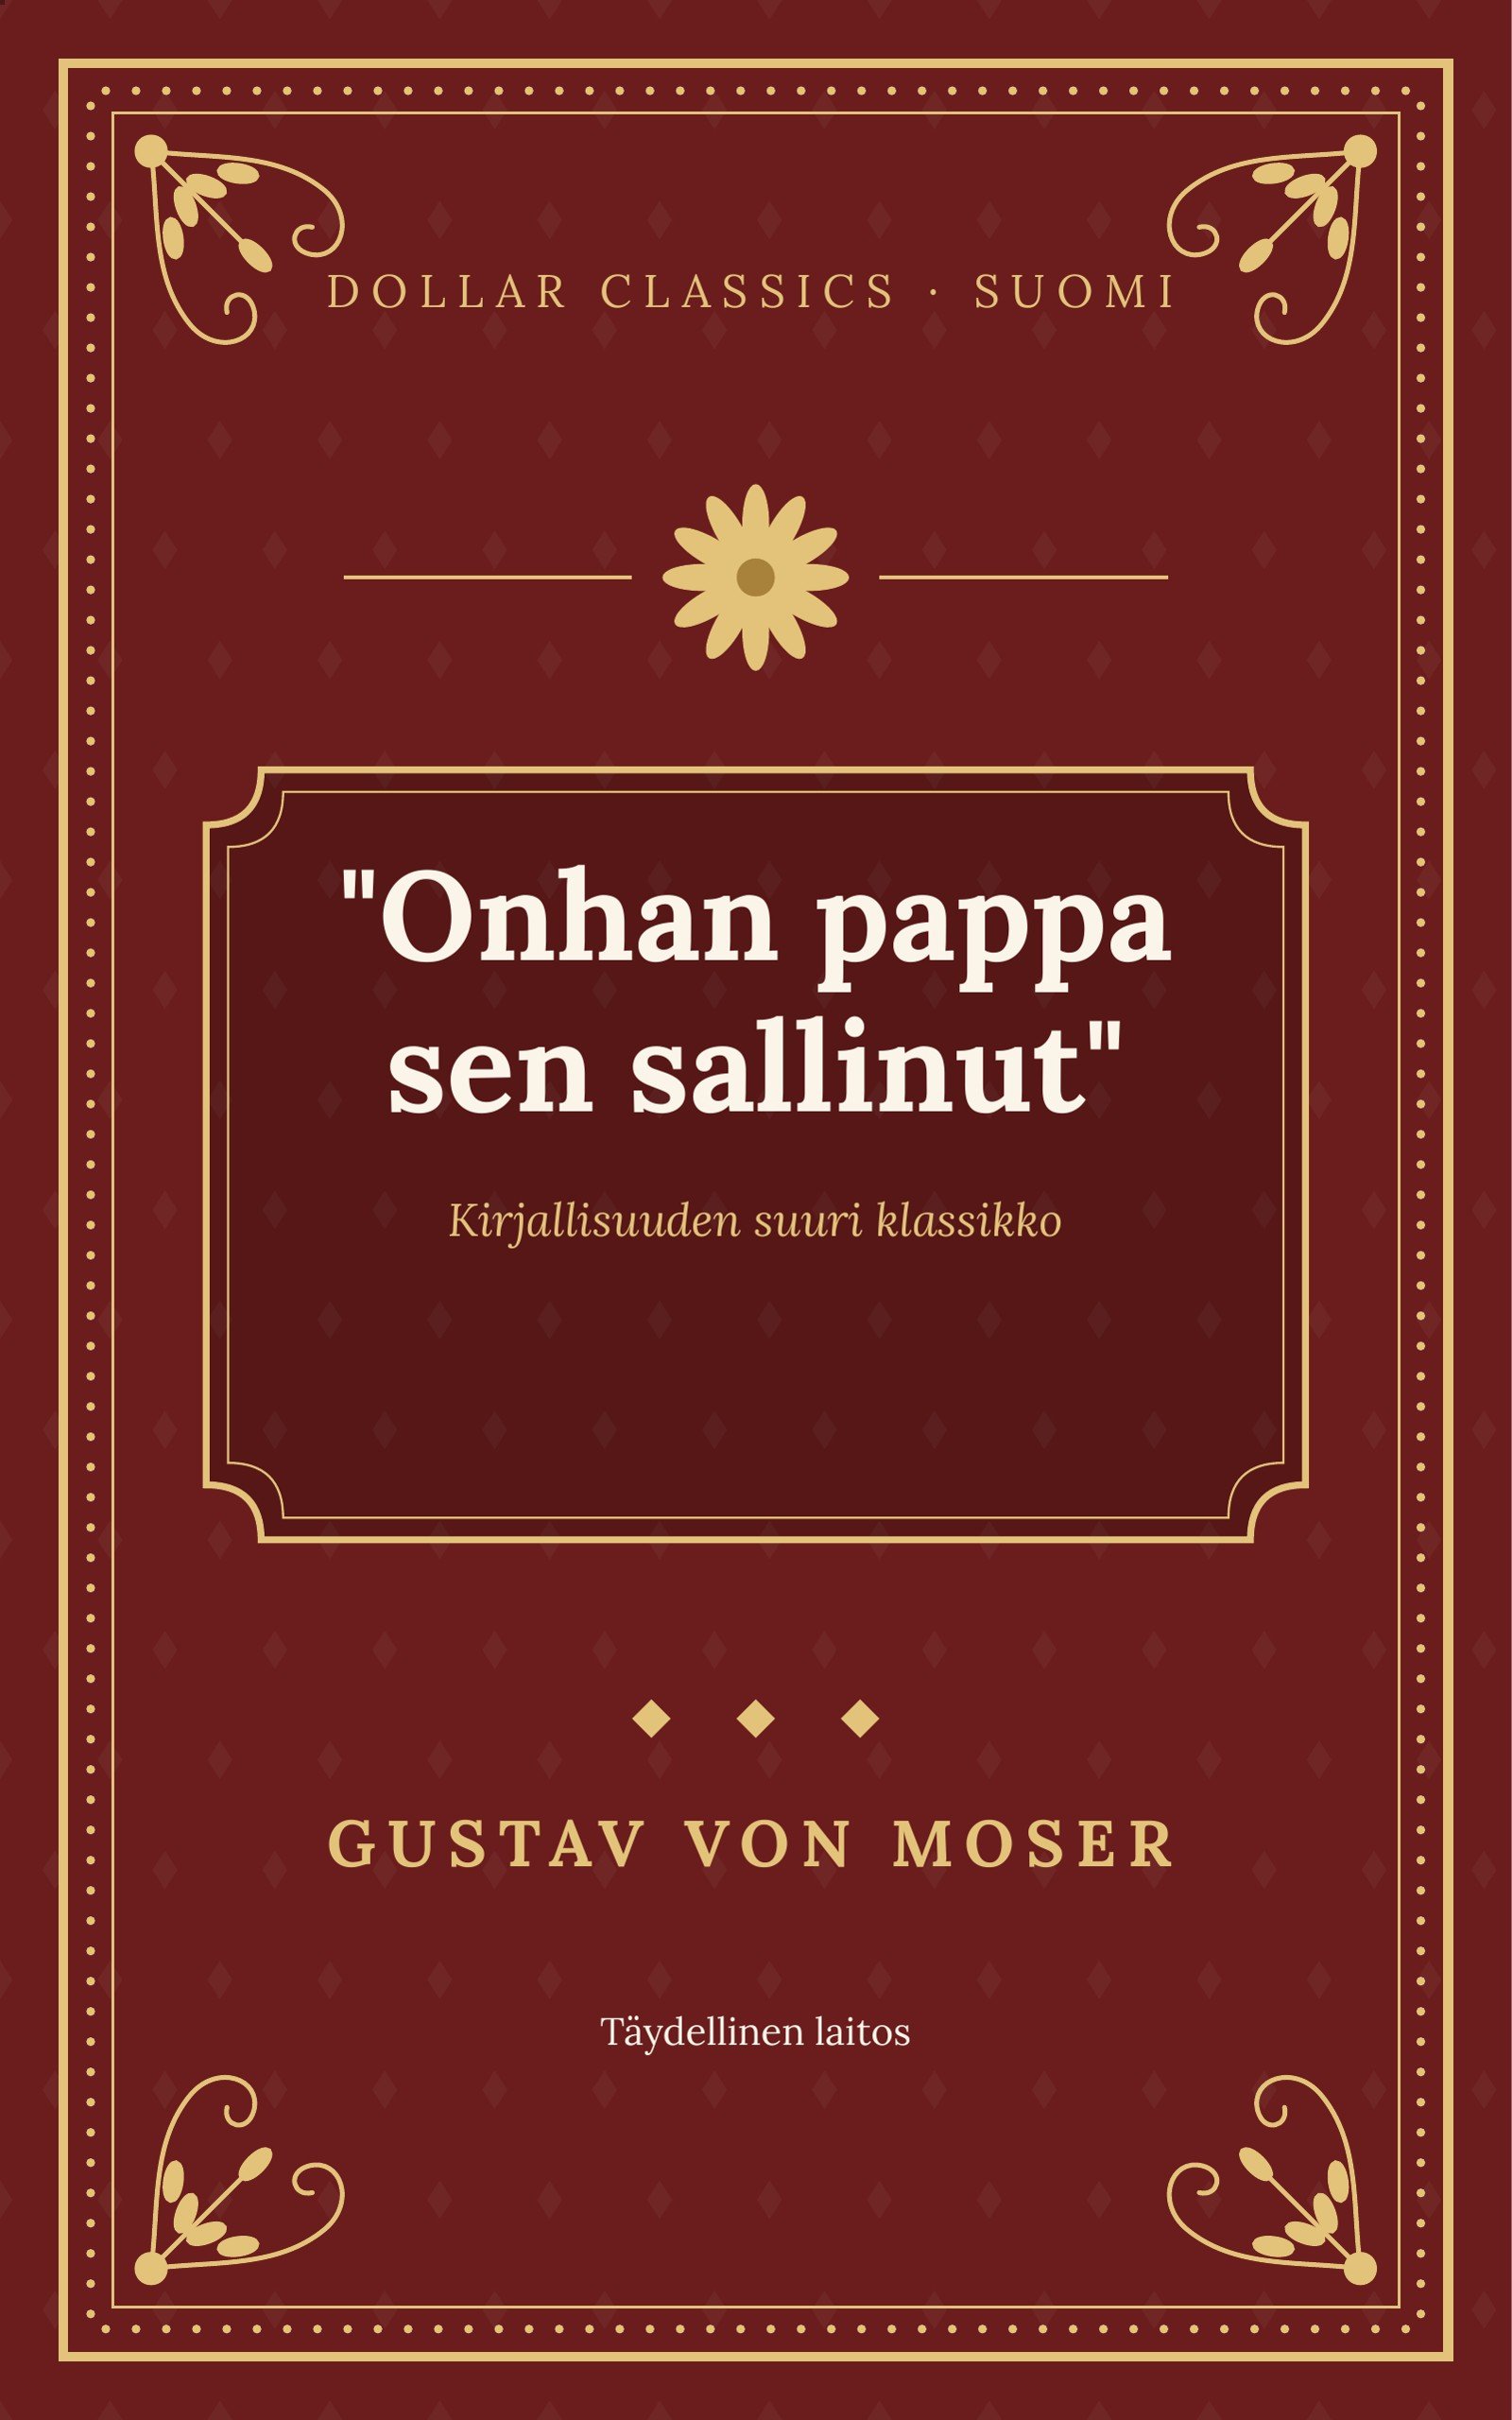 DOLLAR CLASSICS · SUOMI
"Onhan pappa
sen sallinut"
Kirjallisuuden suuri klassikko
GUSTAV VON MOSER
Täydellinen laitos